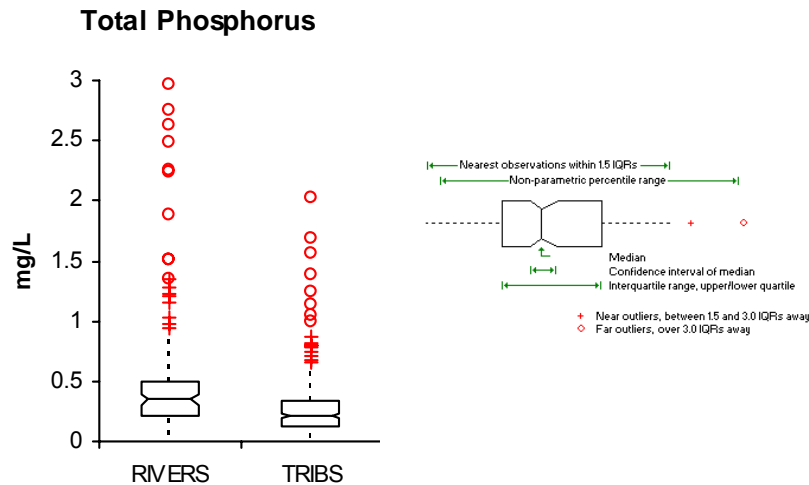 Total Phosphorus
3
2.5
2
1.5
1
0.5
0
mg/L
RIVERS
TRIBS
Nearest observations within 1.5 IQRs
Non-parametric percentile range
Median
Confidence interval of median
Interquartile range, upper/lower quartile
+ Near outliers, between 1.5 and 3.0 IQRs away
Far outliers, over 3.0 IQRs away